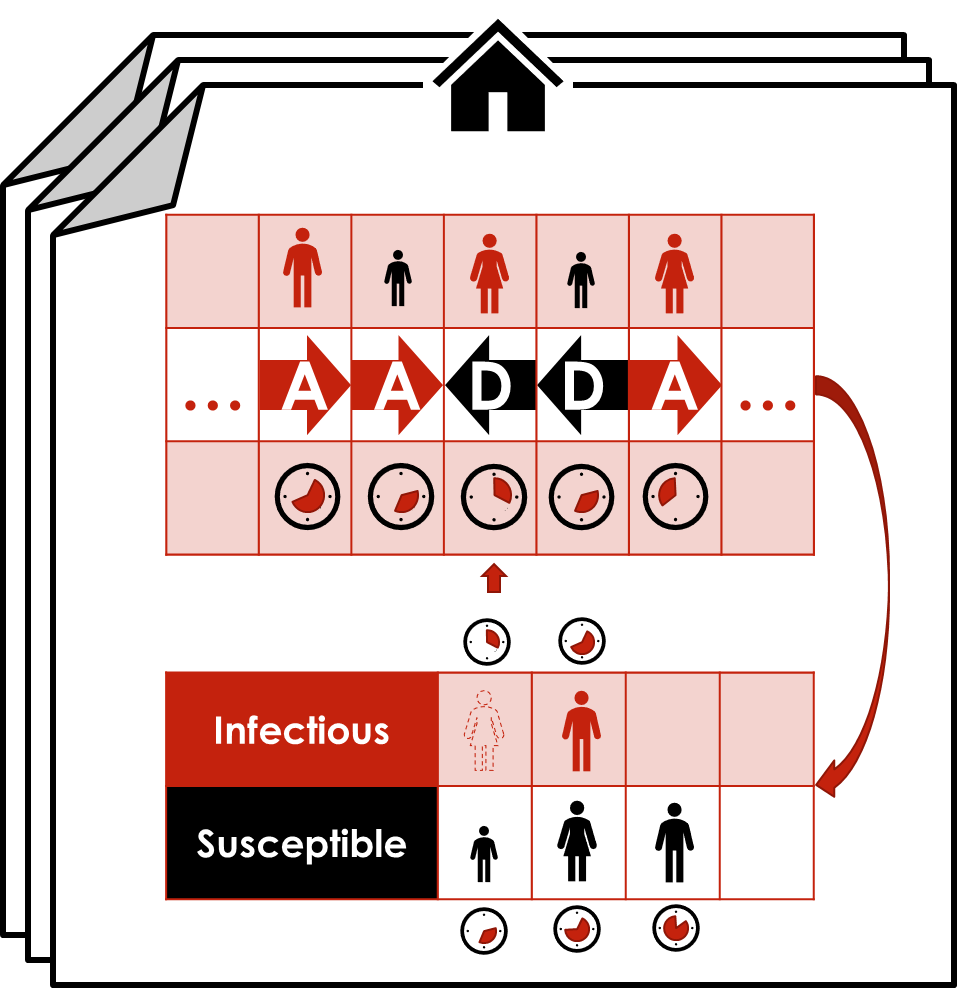 ... A A D D A ...
Infectious
Susceptible